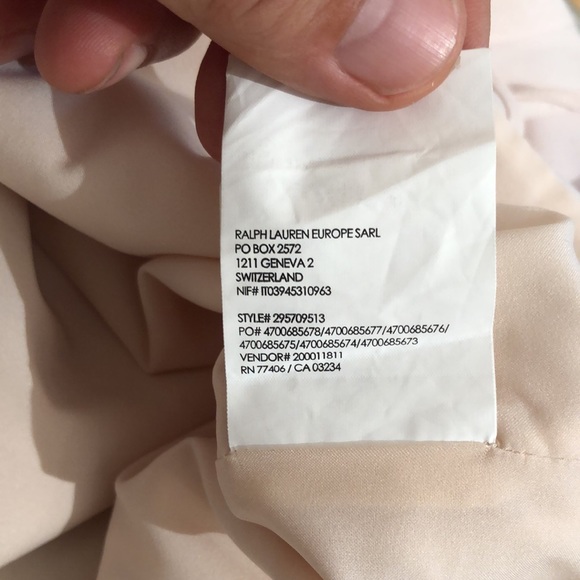 RALPH LAUREN EUROPE SARL
PO BOX 2572
1211 GENEVA 2
SWITZERLAND
NIF# IT03945310963
STYLE# 295709513
PO# 4700685678/4700685677/4700685676/
4700685675/4700685674/4700685673
VENDOR# 200011811
RN 77406 / CA 03234